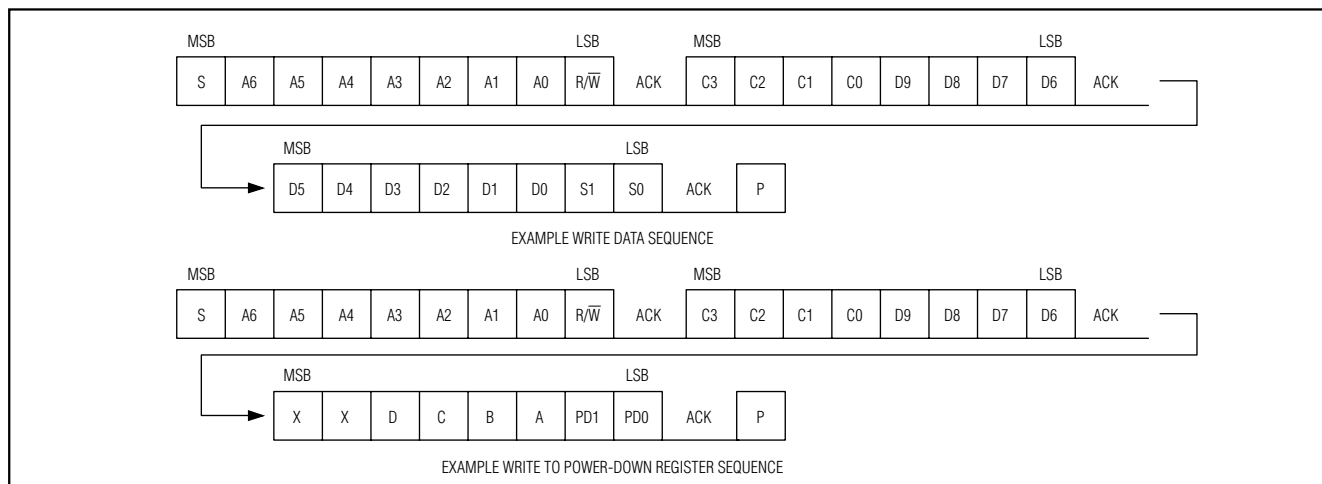 MSB LSB MSB LSB
S A6 A5 A4 A3 A2 A1 A0 R/W̅ ACK C3 C2 C1 C0 D9 D8 D7 D6 ACK
MSB LSB
D5 D4 D3 D2 D1 D0 S1 S0 ACK P
EXAMPLE WRITE DATA SEQUENCE
MSB LSB MSB LSB
S A6 A5 A4 A3 A2 A1 A0 R/W̅ ACK C3 C2 C1 C0 D9 D8 D7 D6 ACK
MSB LSB
X X D C B A PD1 PD0 ACK P
EXAMPLE WRITE TO POWER-DOWN REGISTER SEQUENCE